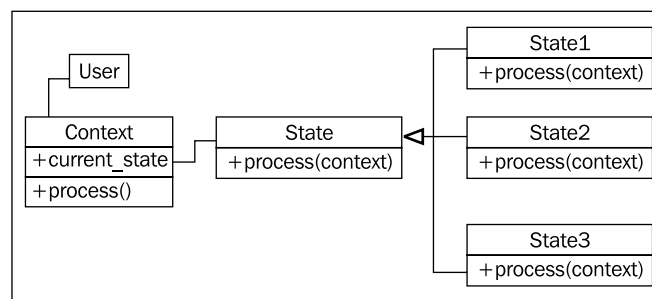 User
Context
+current_state
+process()
State
+process(context)
State1
+process(context)
State2
+process(context)
State3
+process(context)